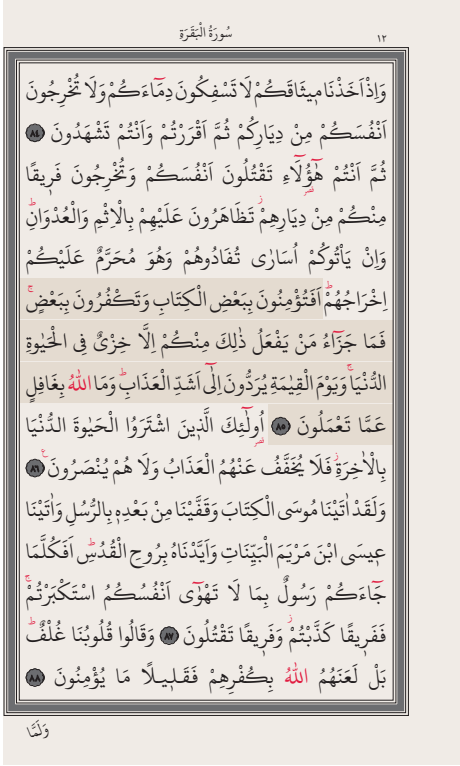 سُورَةُ الْبَقَرَةِ ١٢
وَاِذْ اَخَذْنَا م۪يثَاقَكُمْ لَا تَسْفِكُونَ دِمَٓاءَكُمْ وَلَا تُخْرِجُونَ
اَنْفُسَكُمْ مِنْ دِيَارِكُمْ ثُمَّ اَقْرَرْتُمْ وَاَنْتُمْ تَشْهَدُونَ ﴿٨٤﴾
ثُمَّ اَنْتُمْ هٰٓؤُ۬لَٓاءِ تَقْتُلُونَ اَنْفُسَكُمْ وَتُخْرِجُونَ فَر۪يقًا
مِنْكُمْ مِنْ دِيَارِهِمْۘ تَظَاهَرُونَ عَلَيْهِمْ بِالْاِثْمِ وَالْعُدْوَانِۜ
وَاِنْ يَأْتُوكُمْ اُسَارٰى تُفَادُوهُمْ وَهُوَ مُحَرَّمٌ عَلَيْكُمْ
اِخْرَاجُهُمْۜ اَفَتُؤْمِنُونَ بِبَعْضِ الْكِتَابِ وَتَكْفُرُونَ بِبَعْضٍۚ
فَمَا جَزَٓاءُ مَنْ يَفْعَلُ ذٰلِكَ مِنْكُمْ اِلَّا خِزْىٌ فِى الْحَيٰوةِ
الدُّنْيَاۚ وَيَوْمَ الْقِيٰمَةِ يُرَدُّونَ اِلٰٓى اَشَدِّ الْعَذَابِۜ وَمَا اللّٰهُ بِغَافِلٍ
عَمَّا تَعْمَلُونَ ﴿٨٥﴾ اُو۬لٰٓئِكَ الَّذ۪ينَ اشْتَرَوُا الْحَيٰوةَ الدُّنْيَا
بِالْاٰخِرَةِۘ فَلَا يُخَفَّفُ عَنْهُمُ الْعَذَابُ وَلَا هُمْ يُنْصَرُونَ۟ ﴿٨٦﴾
وَلَقَدْ اٰتَيْنَا مُوسَى الْكِتَابَ وَقَفَّيْنَا مِنْ بَعْدِه۪ بِالرُّسُلِ وَاٰتَيْنَا
ع۪يسَى ابْنَ مَرْيَمَ الْبَيِّنَاتِ وَاَيَّدْنَاهُ بِرُوحِ الْقُدُسِۜ اَفَكُلَّمَا
جَٓاءَكُمْ رَسُولٌ بِمَا لَا تَهْوٰٓى اَنْفُسُكُمُ اسْتَكْبَرْتُمْۚ
فَفَر۪يقًا كَذَّبْتُمْۘ وَفَر۪يقًا تَقْتُلُونَ ﴿٨٧﴾ وَقَالُوا قُلُوبُنَا غُلْفٌۜ
بَلْ لَعَنَهُمُ اللّٰهُ بِكُفْرِهِمْ فَقَل۪يلًا مَا يُؤْمِنُونَ ﴿٨٨﴾
وَلَمَّا